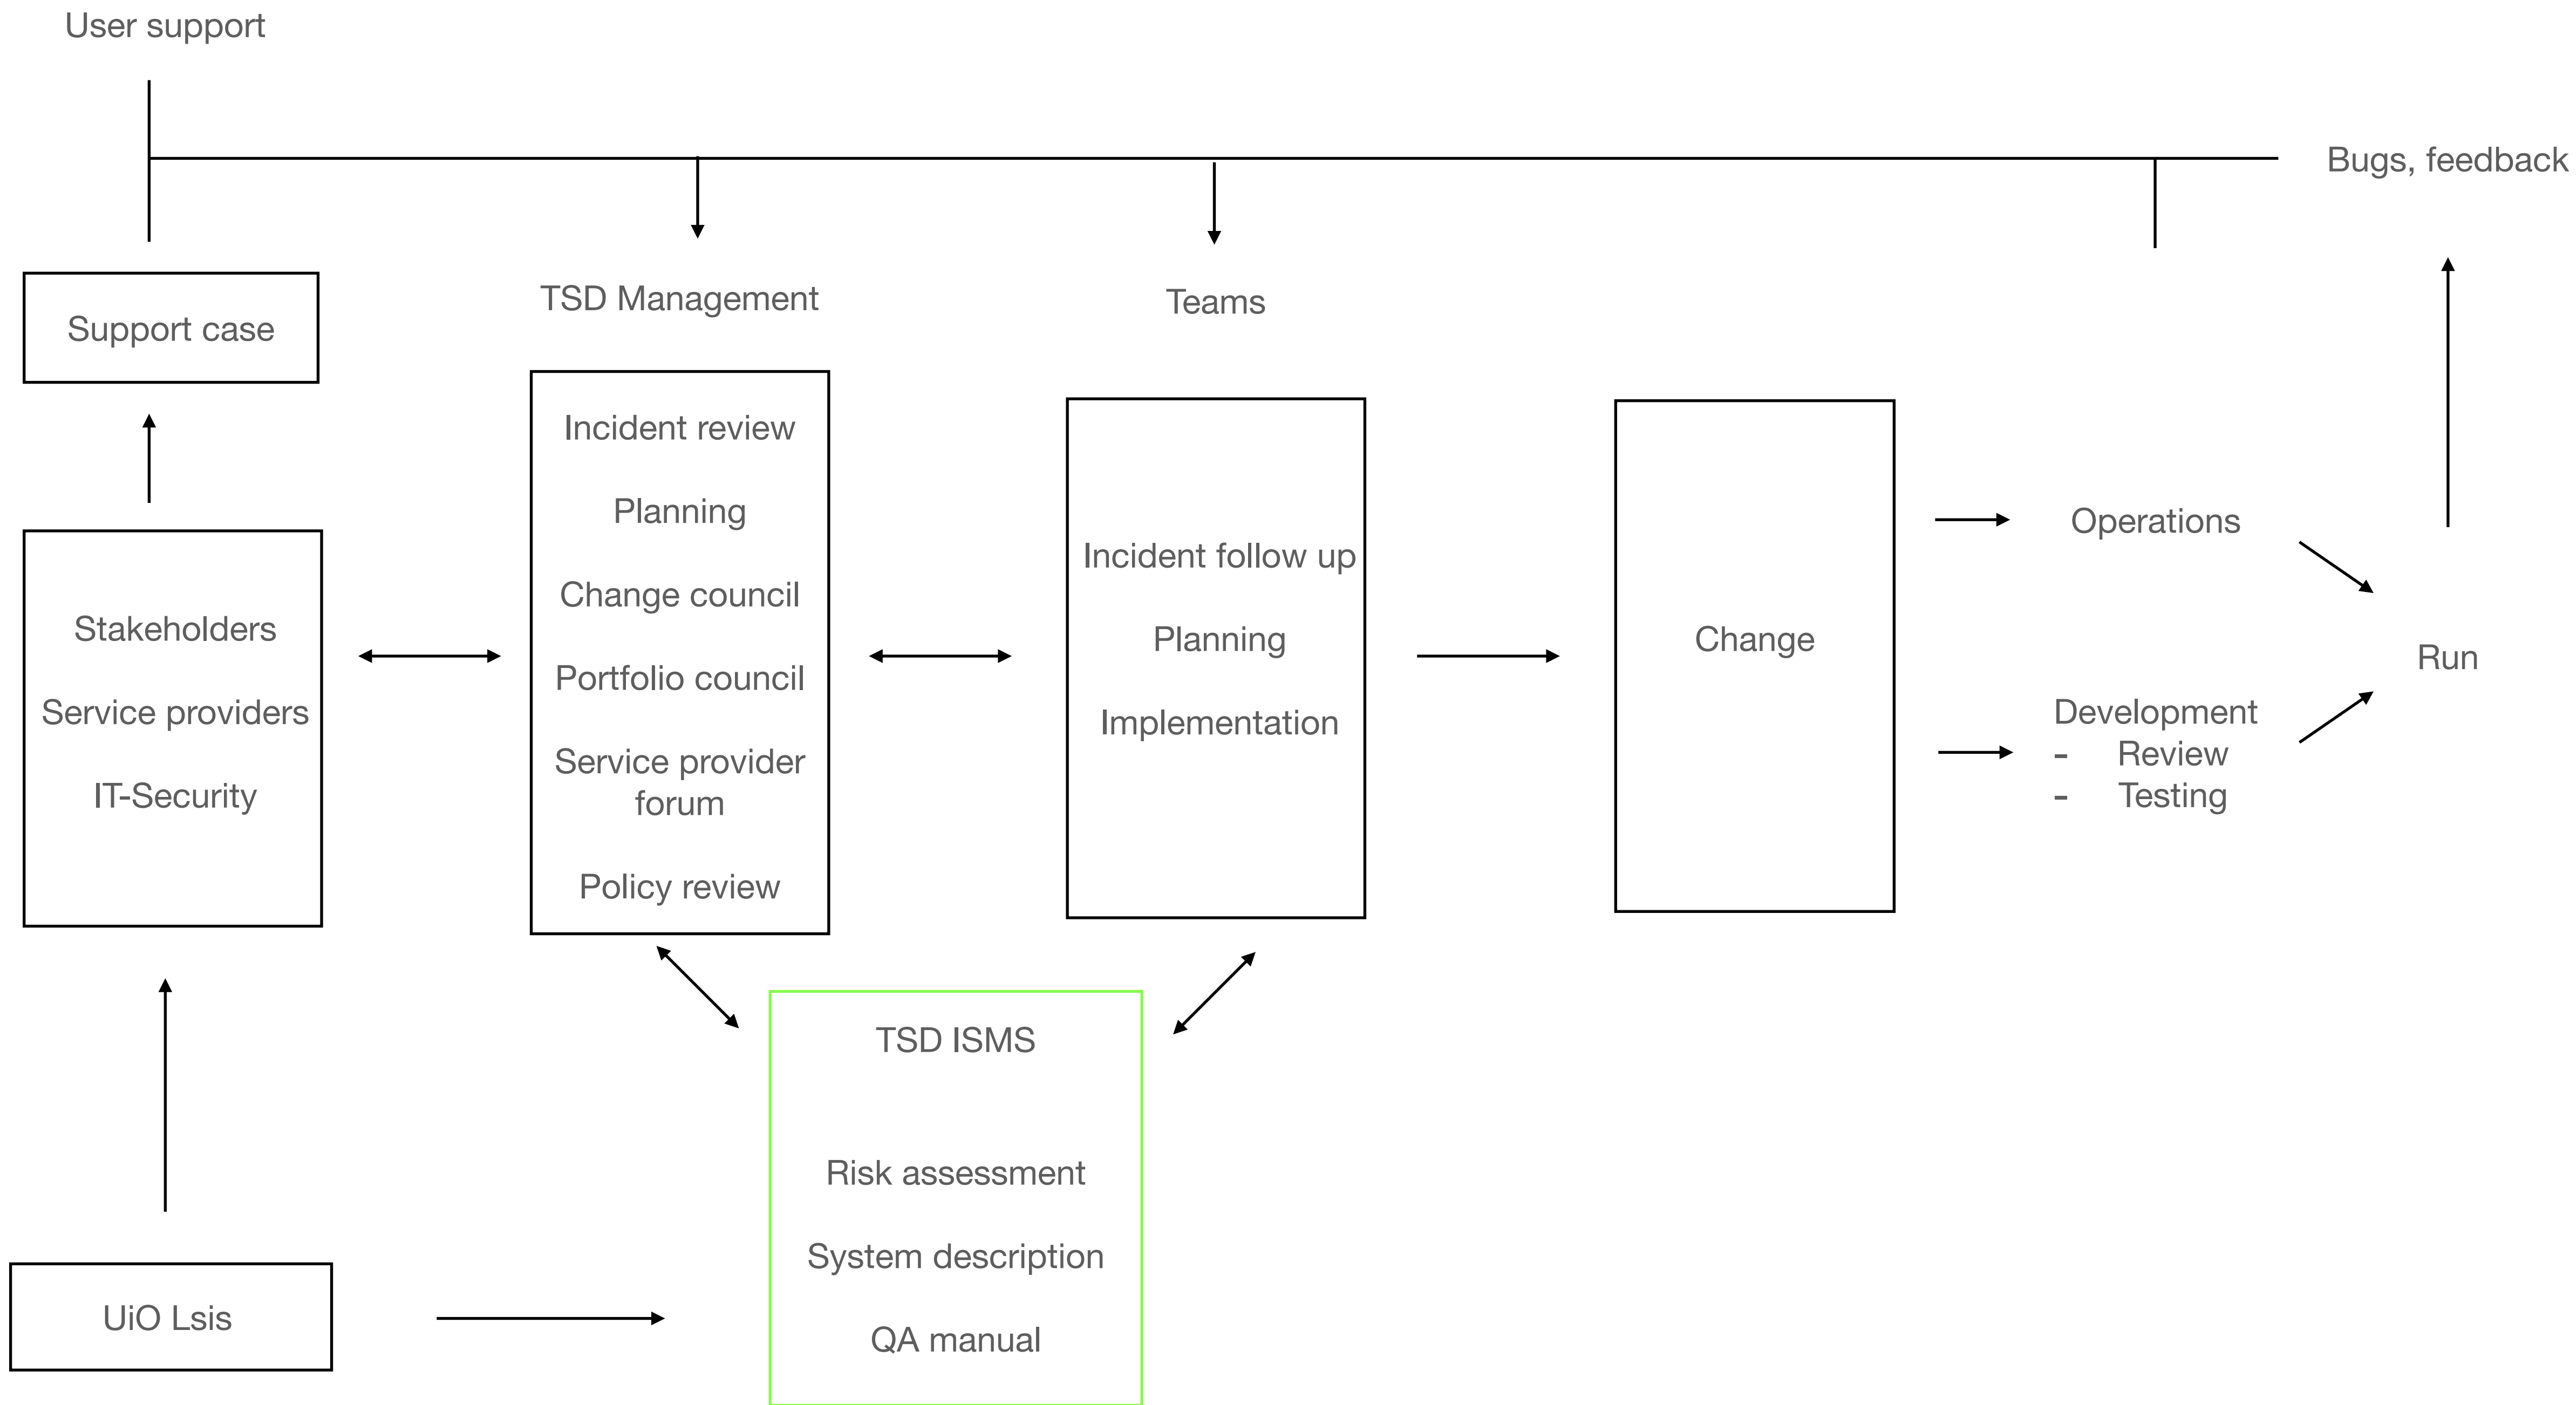 User support
Bugs, feedback
Support case
TSD Management
Teams
Incident review
Planning
Change council
Portfolio council
Service provider
forum
Policy review
Stakeholders
Service providers
IT-Security
Incident follow up
Planning
Implementation
Change
Operations
Development
- Review
- Testing
Run
TSD ISMS
Risk assessment
System description
QA manual
UiO Lsis